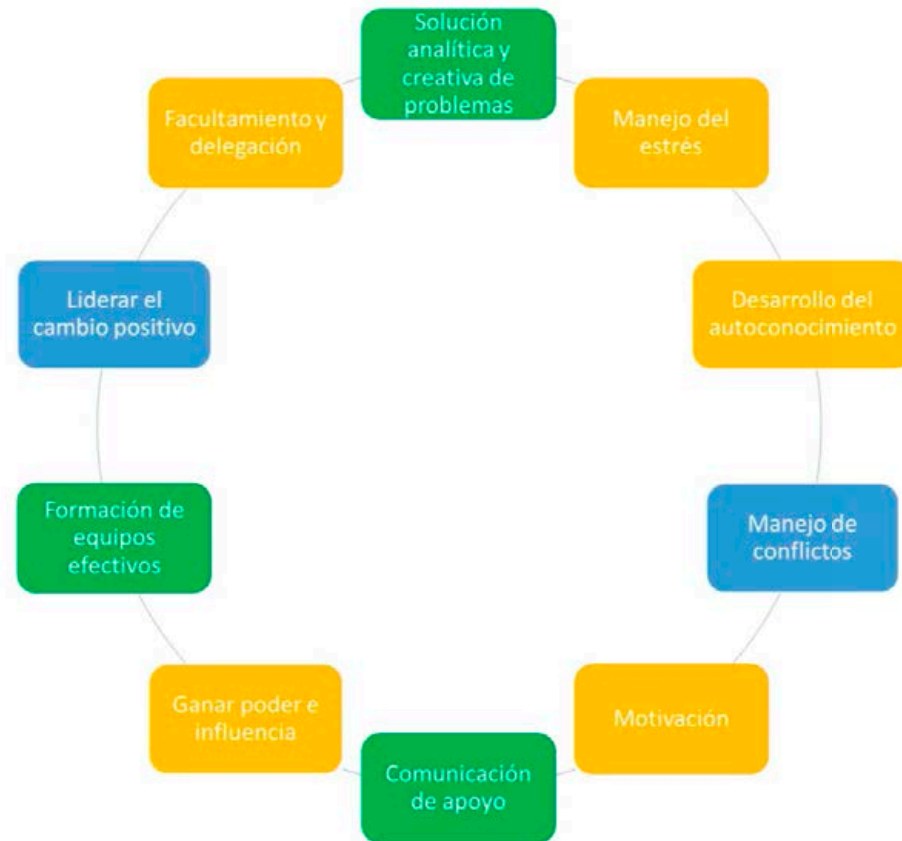 Solución
analítica y
creativa de
problemas
Manejo del
estrés
Desarrollo del
autoconocimiento
Manejo de
conflictos
Motivación
Comunicación
de apoyo
Ganar poder e
influencia
Formación de
equipos
efectivos
Liderar el
cambio positivo
Facultamiento y
delegación